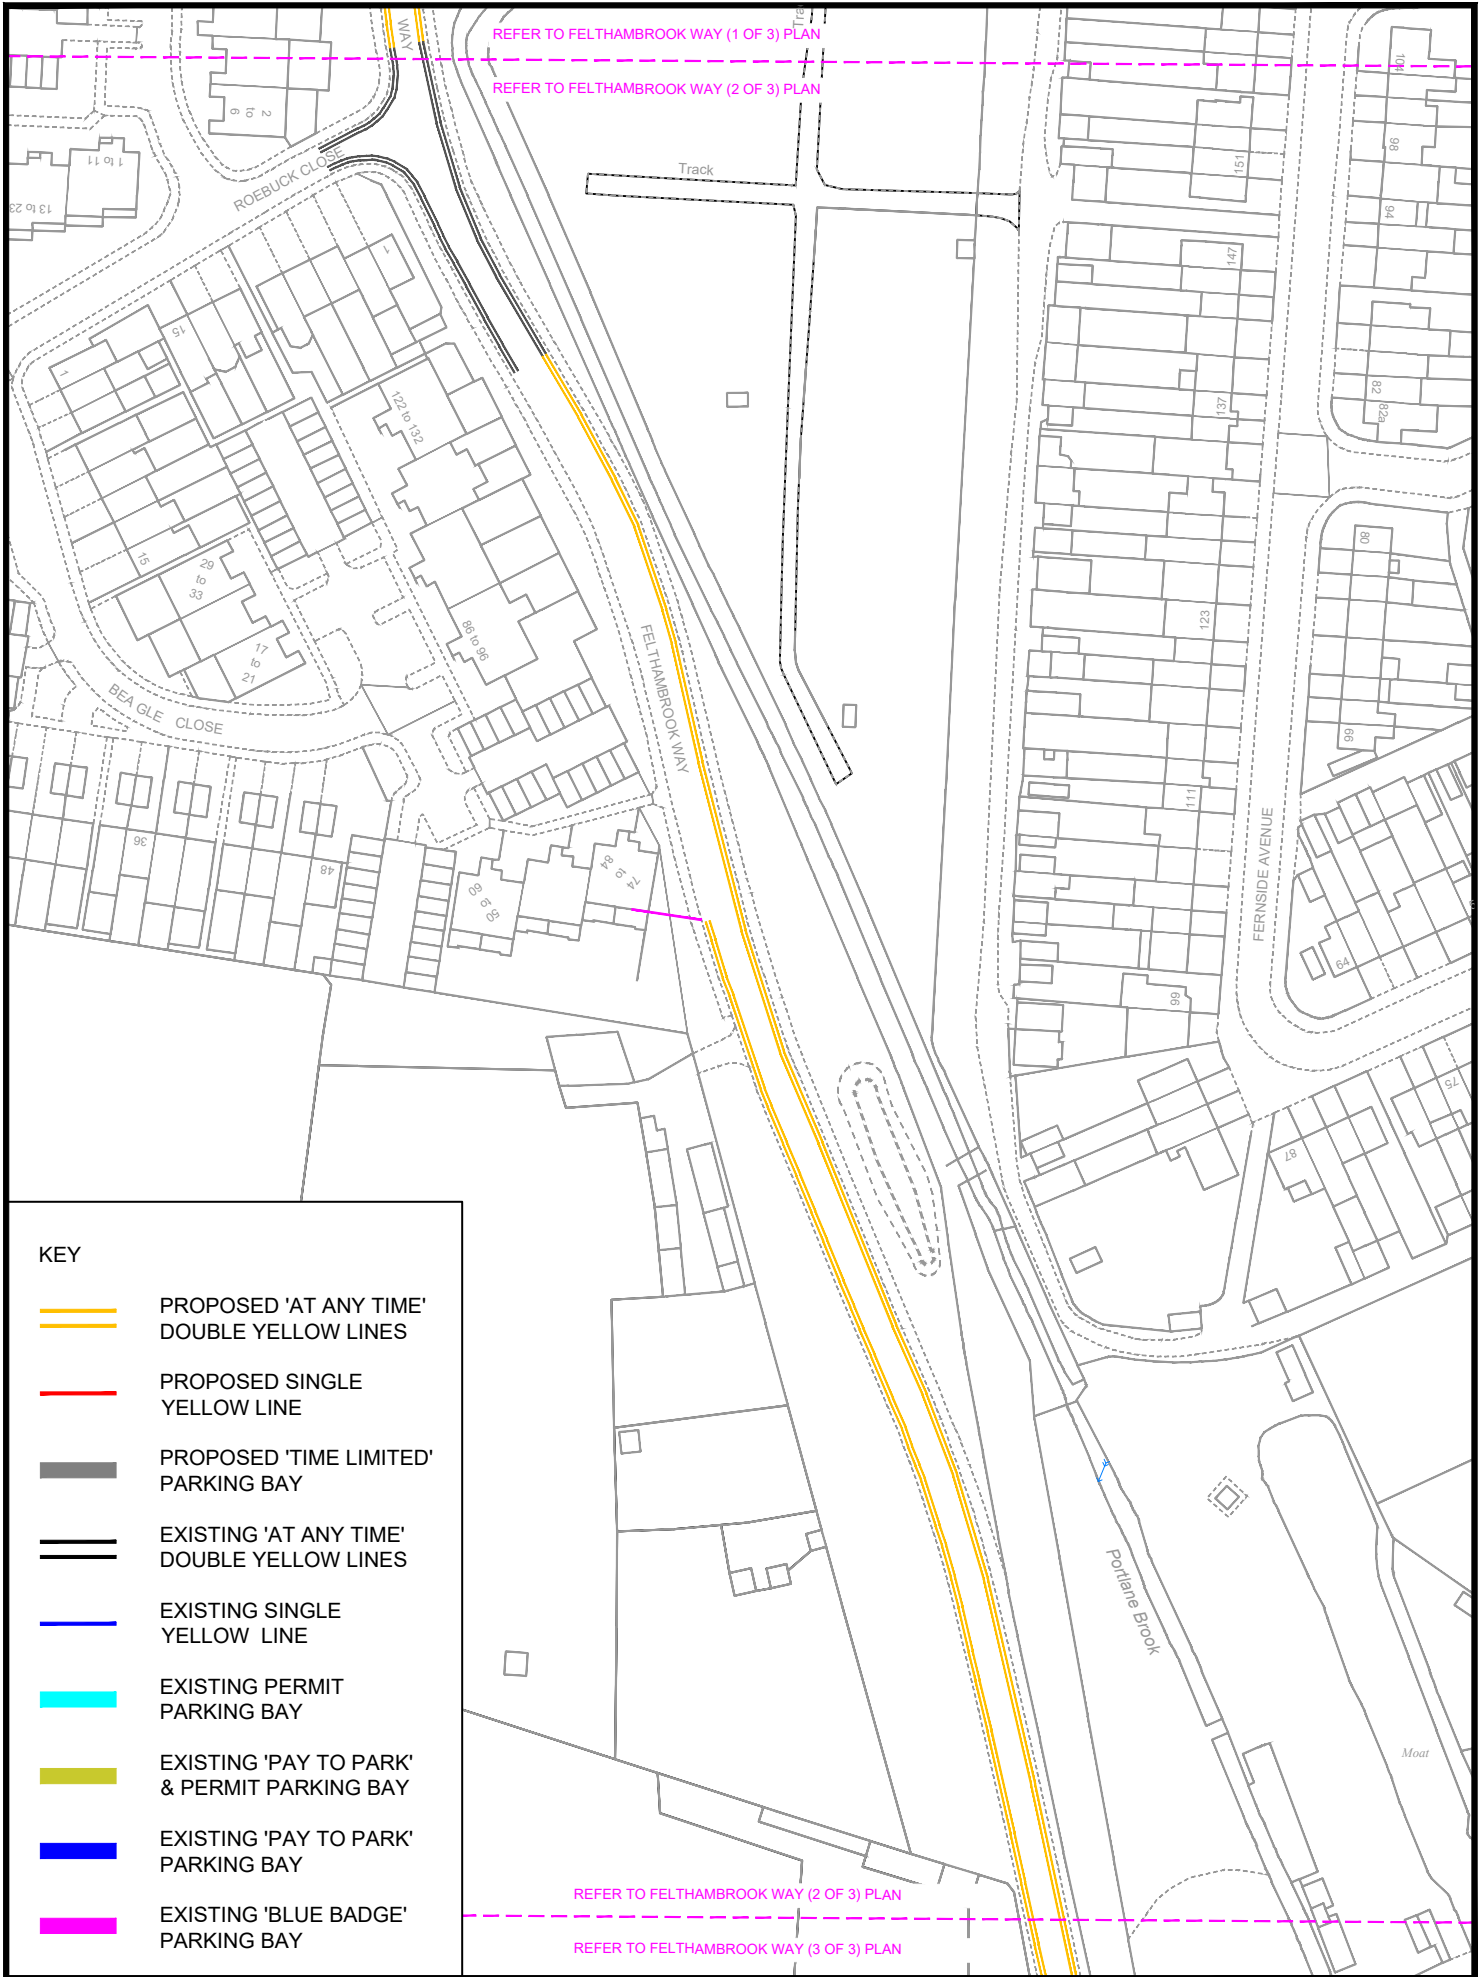 WAY
Tra
REFER TO FELTHAMBROOK WAY (1 OF 3) PLAN
REFER TO FELTHAMBROOK WAY (2 OF 3) PLAN
104
2
to
6
1 to 11
13 to 23
ROEBUCK CLOSE
Track
151
98
94
147
1
15
1
122 to 132
137
82
82a
15
29
to
33
17
to
21
86 to 96
80
123
FELTHAMBROOK WAY
BEAGLE CLOSE
66
111
36
48
50 to 60
74 to 84
FERNSIDE AVENUE
64
99
75
87
Portlane Brook
Moat
KEY
PROPOSED 'AT ANY TIME'
DOUBLE YELLOW LINES
PROPOSED SINGLE
YELLOW LINE
PROPOSED 'TIME LIMITED'
PARKING BAY
EXISTING 'AT ANY TIME'
DOUBLE YELLOW LINES
EXISTING SINGLE
YELLOW LINE
EXISTING PERMIT
PARKING BAY
EXISTING 'PAY TO PARK'
& PERMIT PARKING BAY
EXISTING 'PAY TO PARK'
PARKING BAY
EXISTING 'BLUE BADGE'
PARKING BAY
REFER TO FELTHAMBROOK WAY (2 OF 3) PLAN
REFER TO FELTHAMBROOK WAY (3 OF 3) PLAN